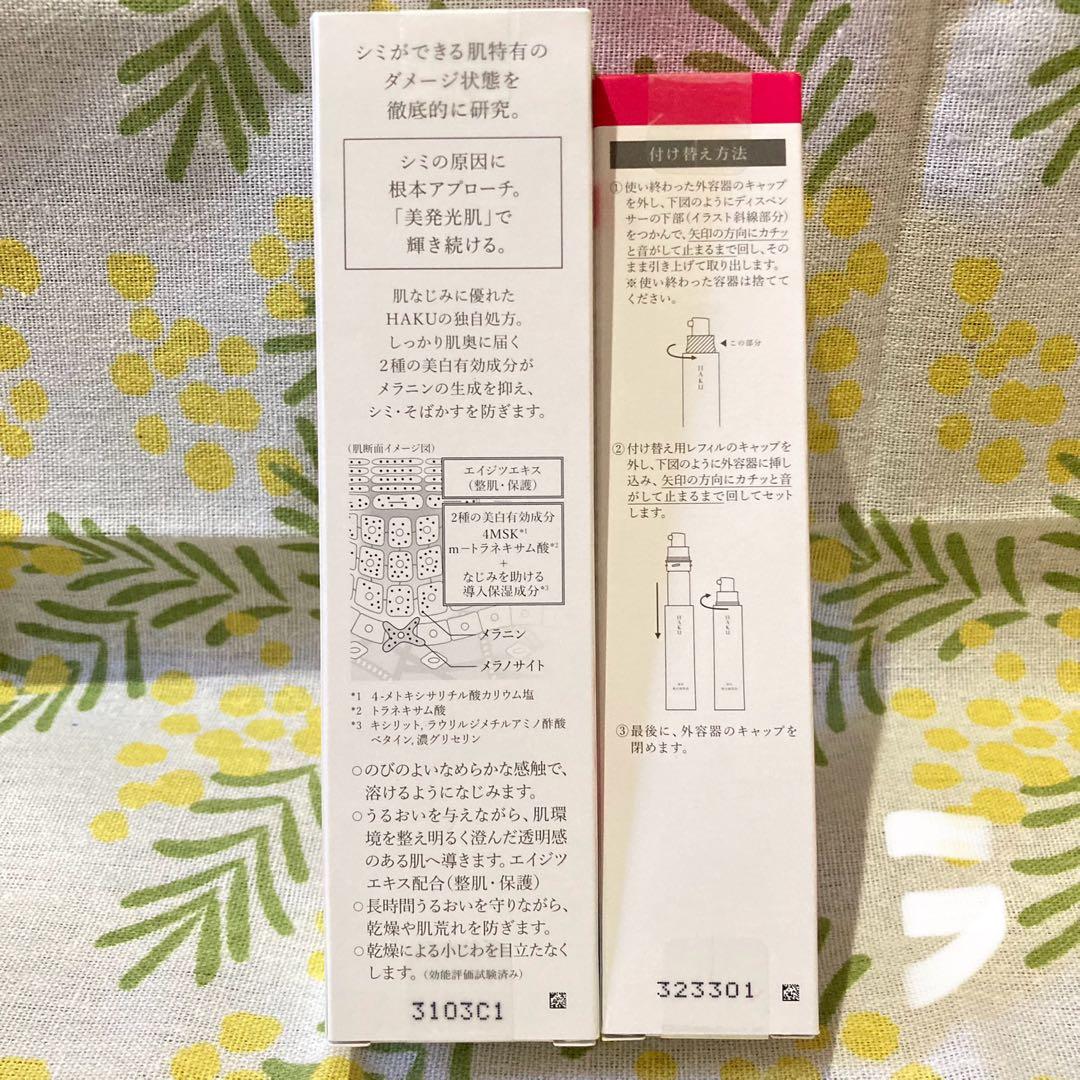 シミができる肌特有の
ダメージ状態を
徹底的に研究。
シミの原因に
根本アプローチ。
「美発光肌」で
輝き続ける。
肌なじみに優れた
HAKUの独自処方。
しっかり肌奥に届く
2種の美白有効成分が
メラニンの生成を抑え、
シミ・そばかすを防ぎます。
(肌断面イメージ図)
エイジツエキス
(整肌・保護)
2種の美白有効成分
4MSK*1
m-トラネキサム酸*2
+
なじみを助ける
導入保湿成分*3
メラニン
メラノサイト
*1 4-メトキシサリチル酸カリウム塩
*2 トラネキサム酸
*3 キシリット, ラウリルジメチルアミノ酢酸
ベタイン, 濃グリセリン
○のびのよいなめらかな感触で、
溶けるようになじみます。
○うるおいを与えながら、肌環
境を整え明るく澄んだ透明感
のある肌へ導きます。エイジツ
エキス配合(整肌・保護)
○長時間うるおいを守りながら、
乾燥や肌荒れを防ぎます。
○乾燥による小じわを目立たなく
します。(効能評価試験済み)
3103C1
付け替え方法
①使い終わった外容器のキャップ
を外し、下図のようにディスペン
サーの下部(イラスト斜線部分)
をつかんで、矢印の方向にカチッ
と音がして止まるまで回し、その
まま引き上げて取り出します。
※使い終わった容器は捨てて
ください。
この部分
HAKU
②付け替え用レフィルのキャップを
外し、下図のように外容器に挿し
込み、矢印の方向にカチッと音
がして止まるまで回してセット
します。
HAKU
HAKU
③最後に、外容器のキャップを
閉めます。
323301